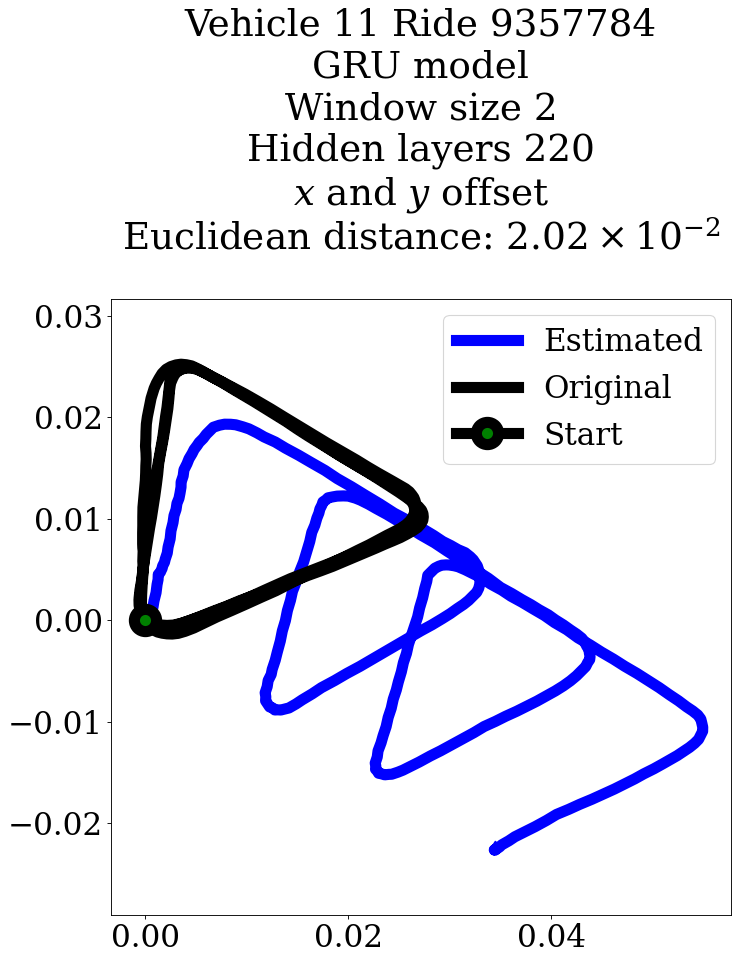 Vehicle 11 Ride 9357784
GRU model
Window size 2
Hidden layers 220
x and y offset
Euclidean distance: 2.02 × 10⁻²
Estimated
Original
Start
0.03
0.02
0.01
0.00
−0.01
−0.02
0.00 0.02 0.04